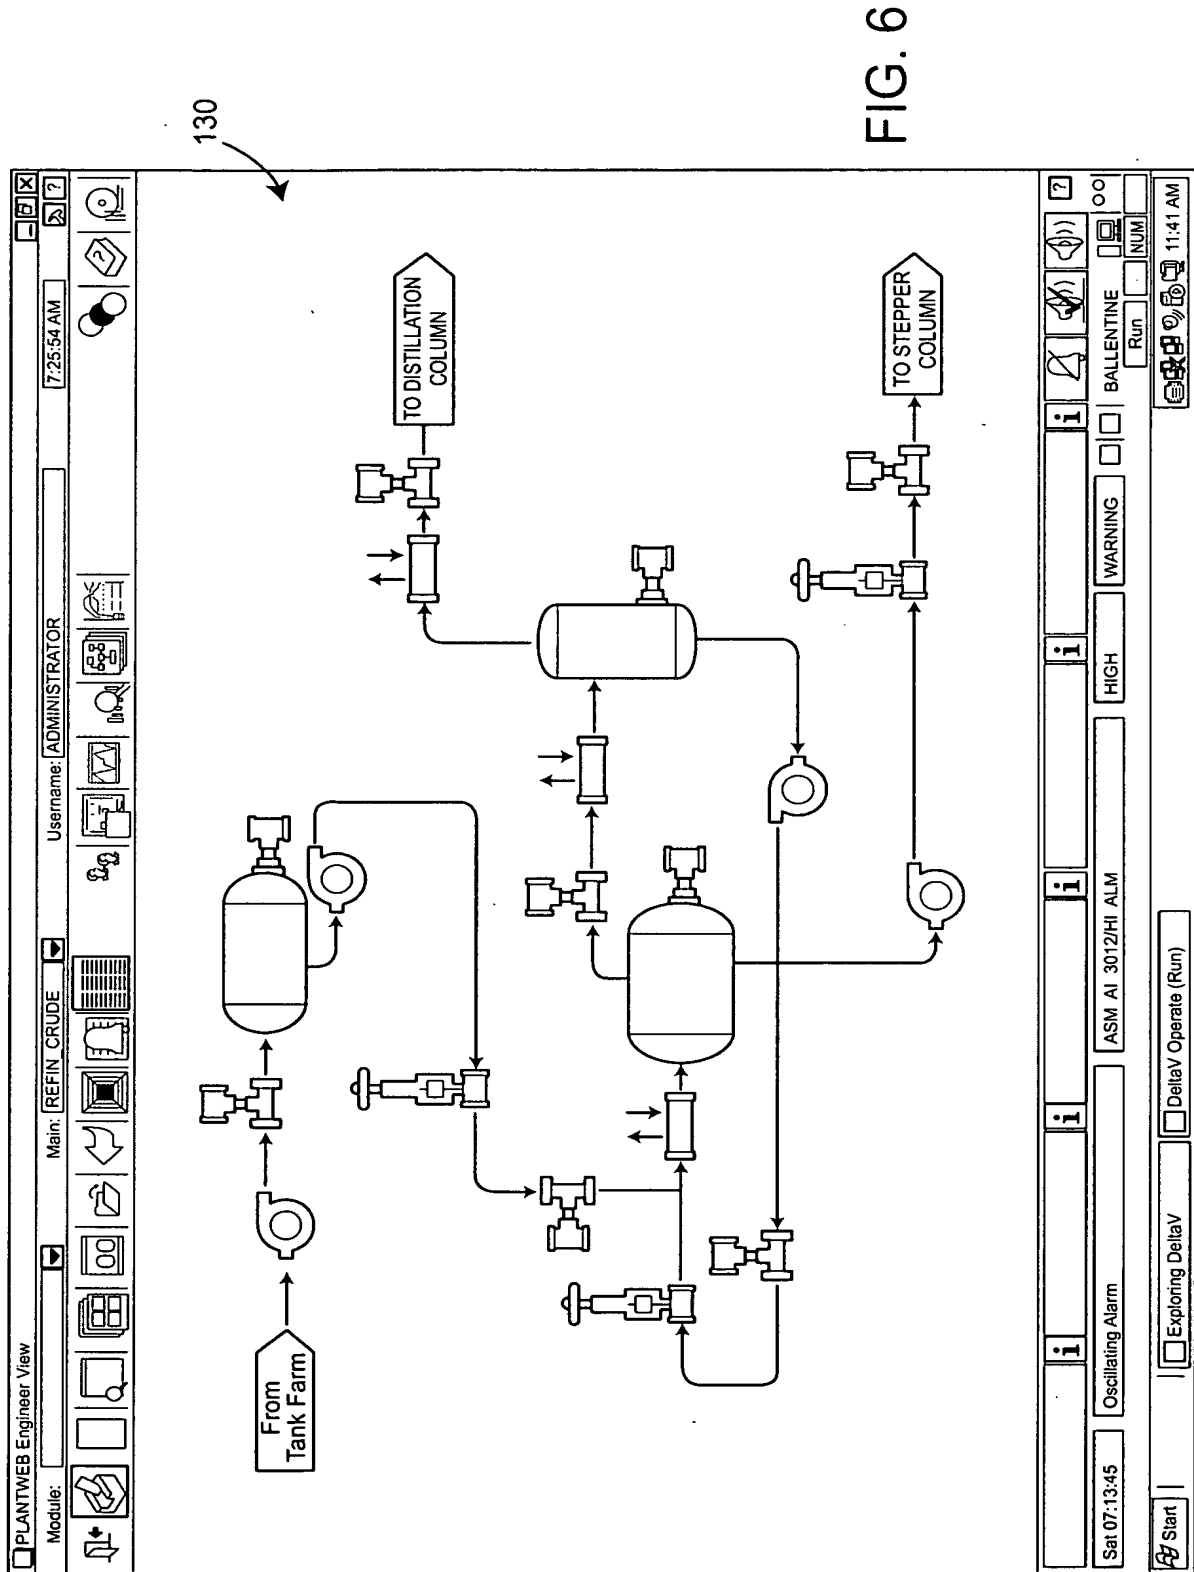 PLANTWEB Engineer View
Module:
Main: REFIN_CRUDE
Username: ADMINISTRATOR
7:25:54 AM
?
?
130
From
Tank Farm
TO DISTILLATION
COLUMN
TO STEPPER
COLUMN
i
i
i
i
i
?
Sat 07:13:45
Oscillating Alarm
ASM AI 3012/HI ALM
HIGH
WARNING
BALLENTINE
Run
NUM
Start
Exploring DeltaV
DeltaV Operate (Run)
11:41 AM
FIG. 6